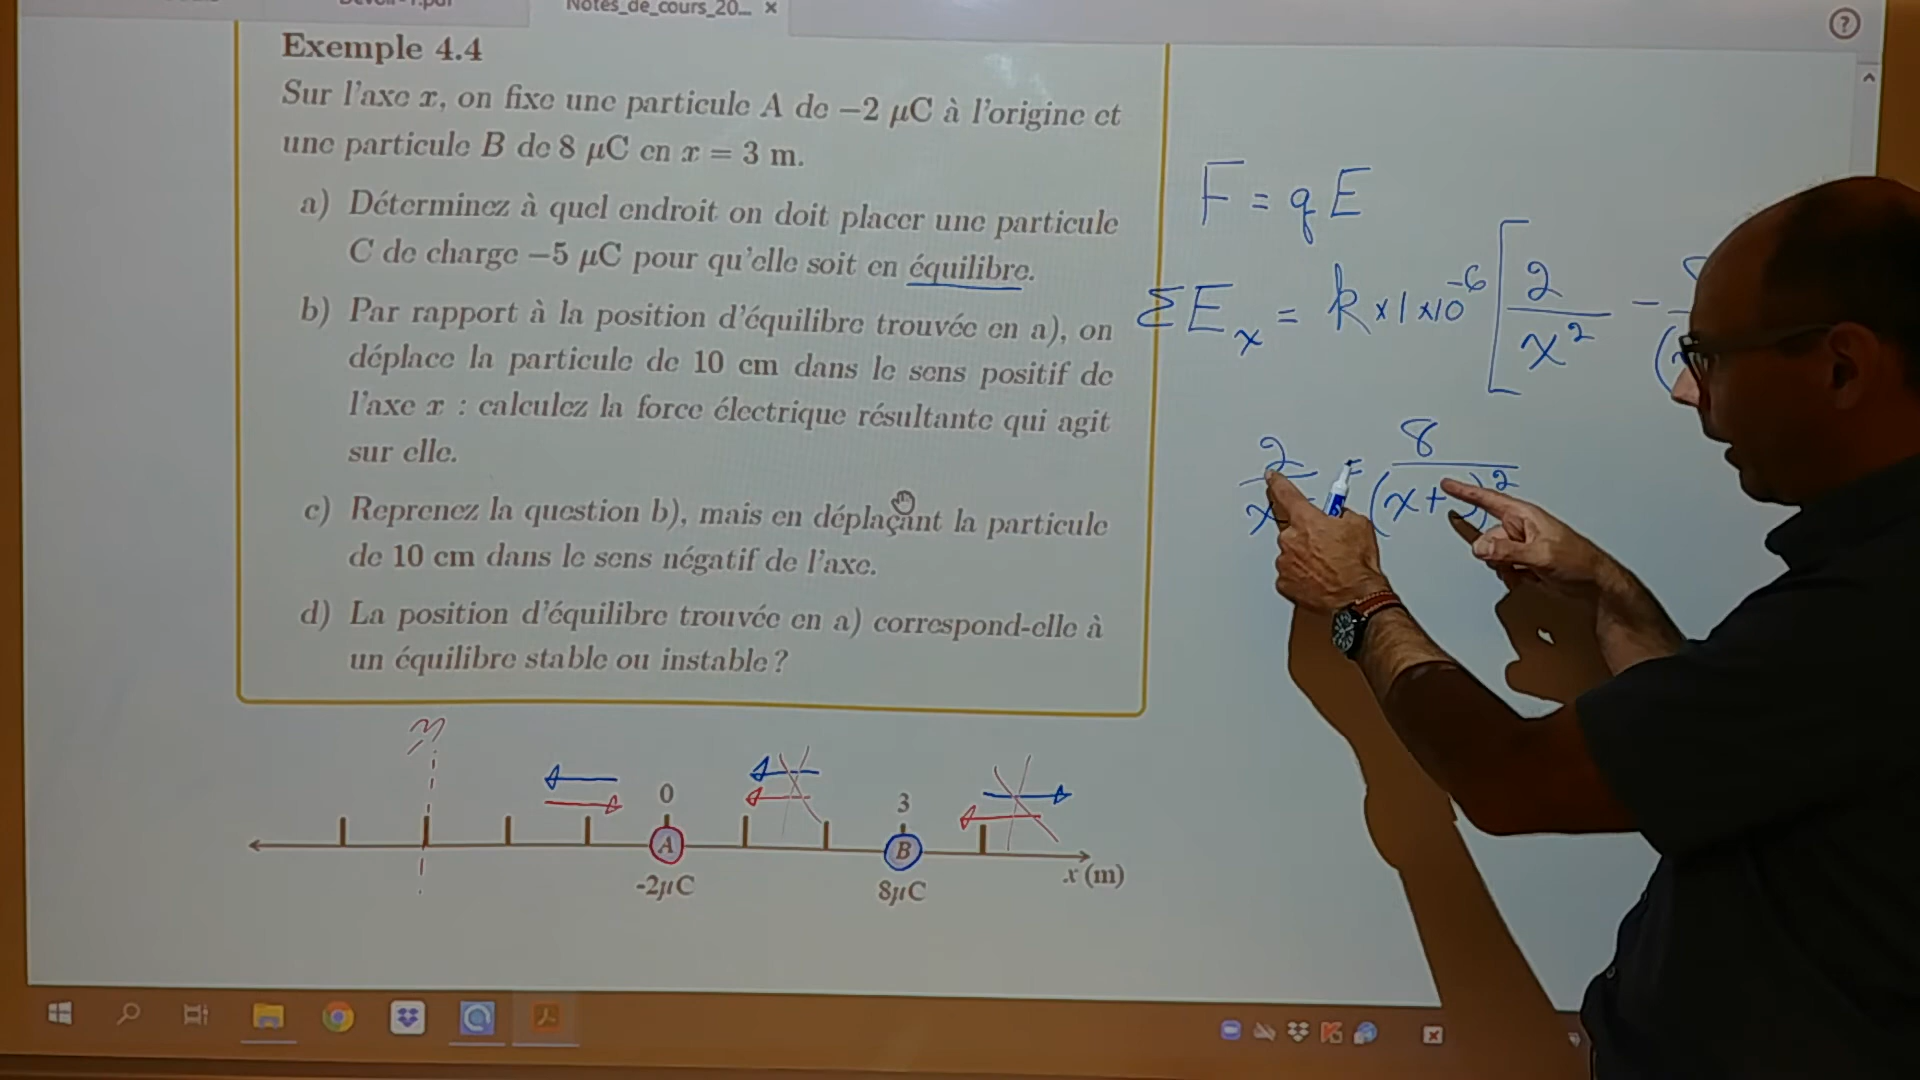 Notes_de_cours_20... ×
Exemple 4.4
Sur l'axe x, on fixe une particule A de −2 μC à l'origine et
une particule B de 8 μC en x = 3 m.
a) Déterminez à quel endroit on doit placer une particule
C de charge −5 μC pour qu'elle soit en équilibre.
b) Par rapport à la position d'équilibre trouvée en a), on
déplace la particule de 10 cm dans le sens positif de
l'axe x : calculez la force électrique résultante qui agit
sur elle.
c) Reprenez la question b), mais en déplaçant la particule
de 10 cm dans le sens négatif de l'axe.
d) La position d'équilibre trouvée en a) correspond-elle à
un équilibre stable ou instable ?
0
3
A
B
-2μC
8μC
x (m)
F = qE
ΣEx = k×1×10^-6 [ 2/x² −
2/x = 8/(x+ )²